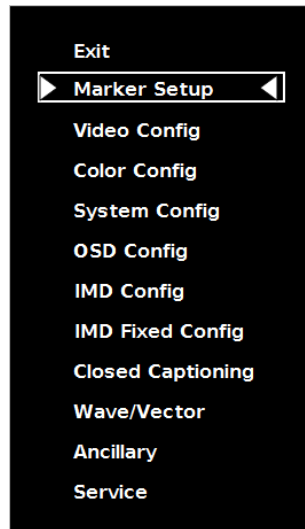 Exit
Marker Setup
Video Config
Color Config
System Config
OSD Config
IMD Config
IMD Fixed Config
Closed Captioning
Wave/Vector
Ancillary
Service